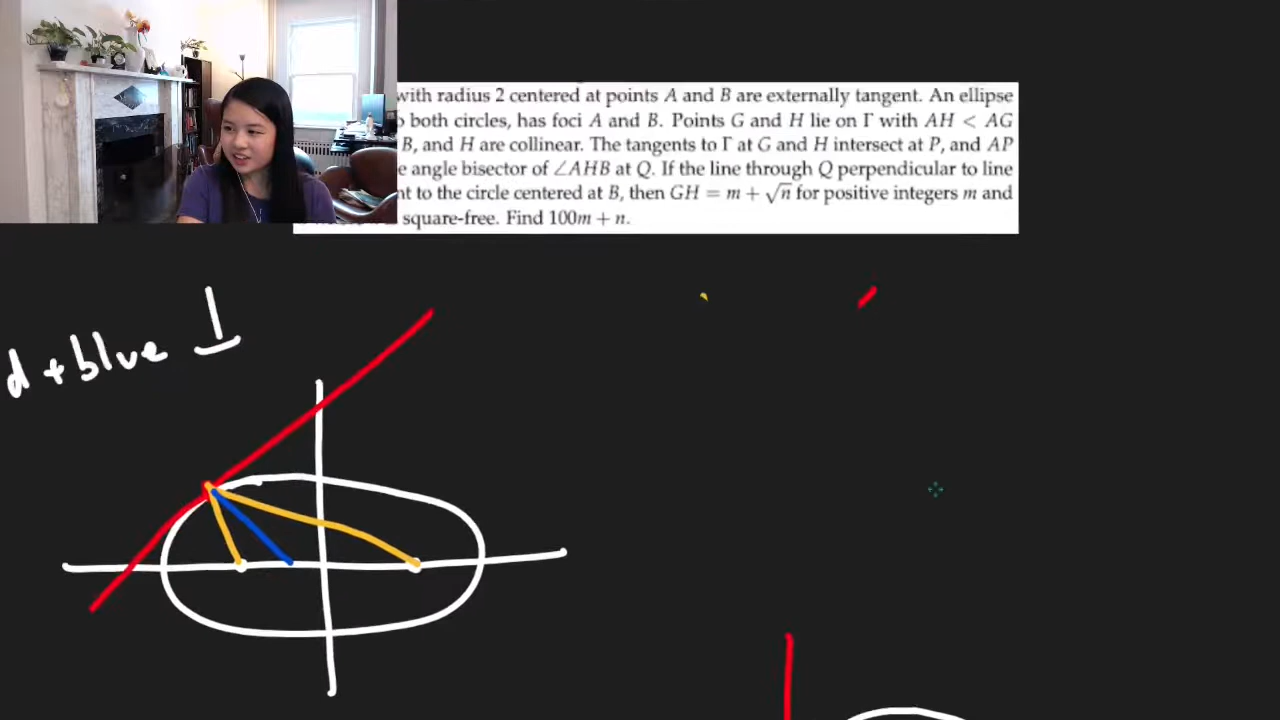 with radius 2 centered at points A and B are externally tangent. An ellipse
both circles, has foci A and B. Points G and H lie on Γ with AH < AG
B, and H are collinear. The tangents to Γ at G and H intersect at P, and AP
angle bisector of ∠AHB at Q. If the line through Q perpendicular to line
to the circle centered at B, then GH = m + √n for positive integers m and
square-free. Find 100m + n.
d + blue ⊥